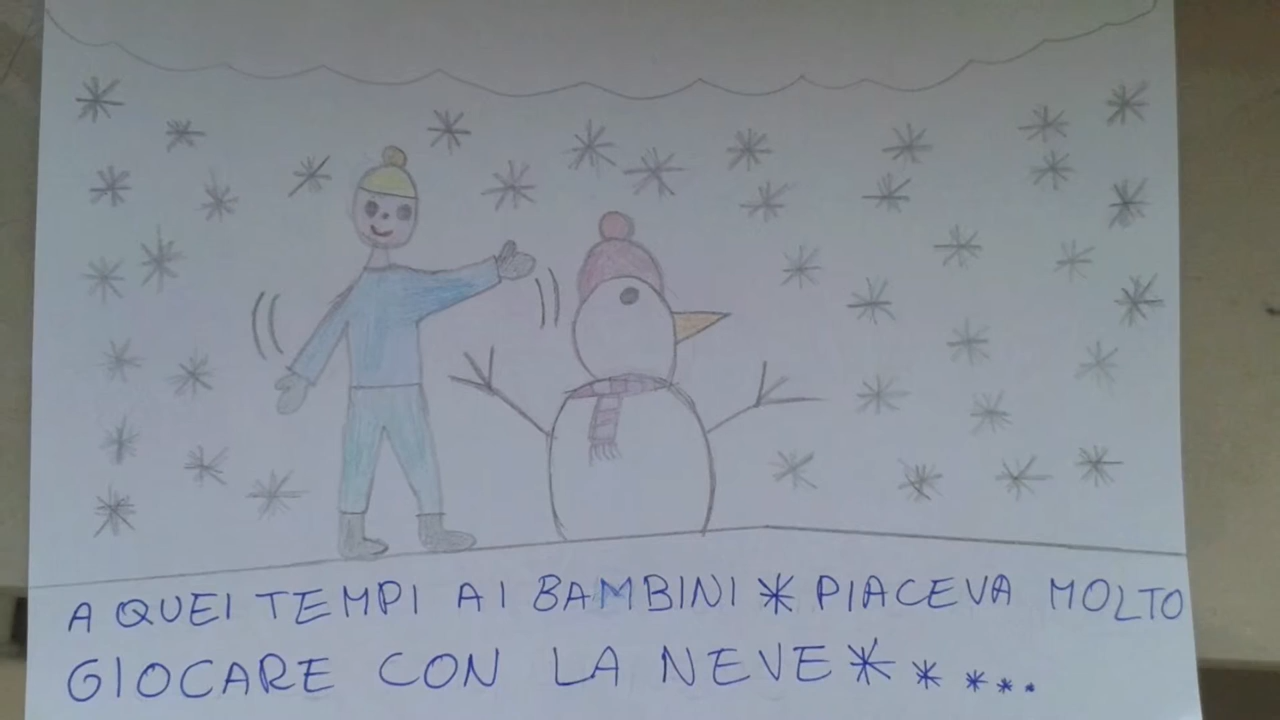 A QUEI TEMPI AI BAMBINI * PIACEVA MOLTO
GIOCARE CON LA NEVE * * * * . .